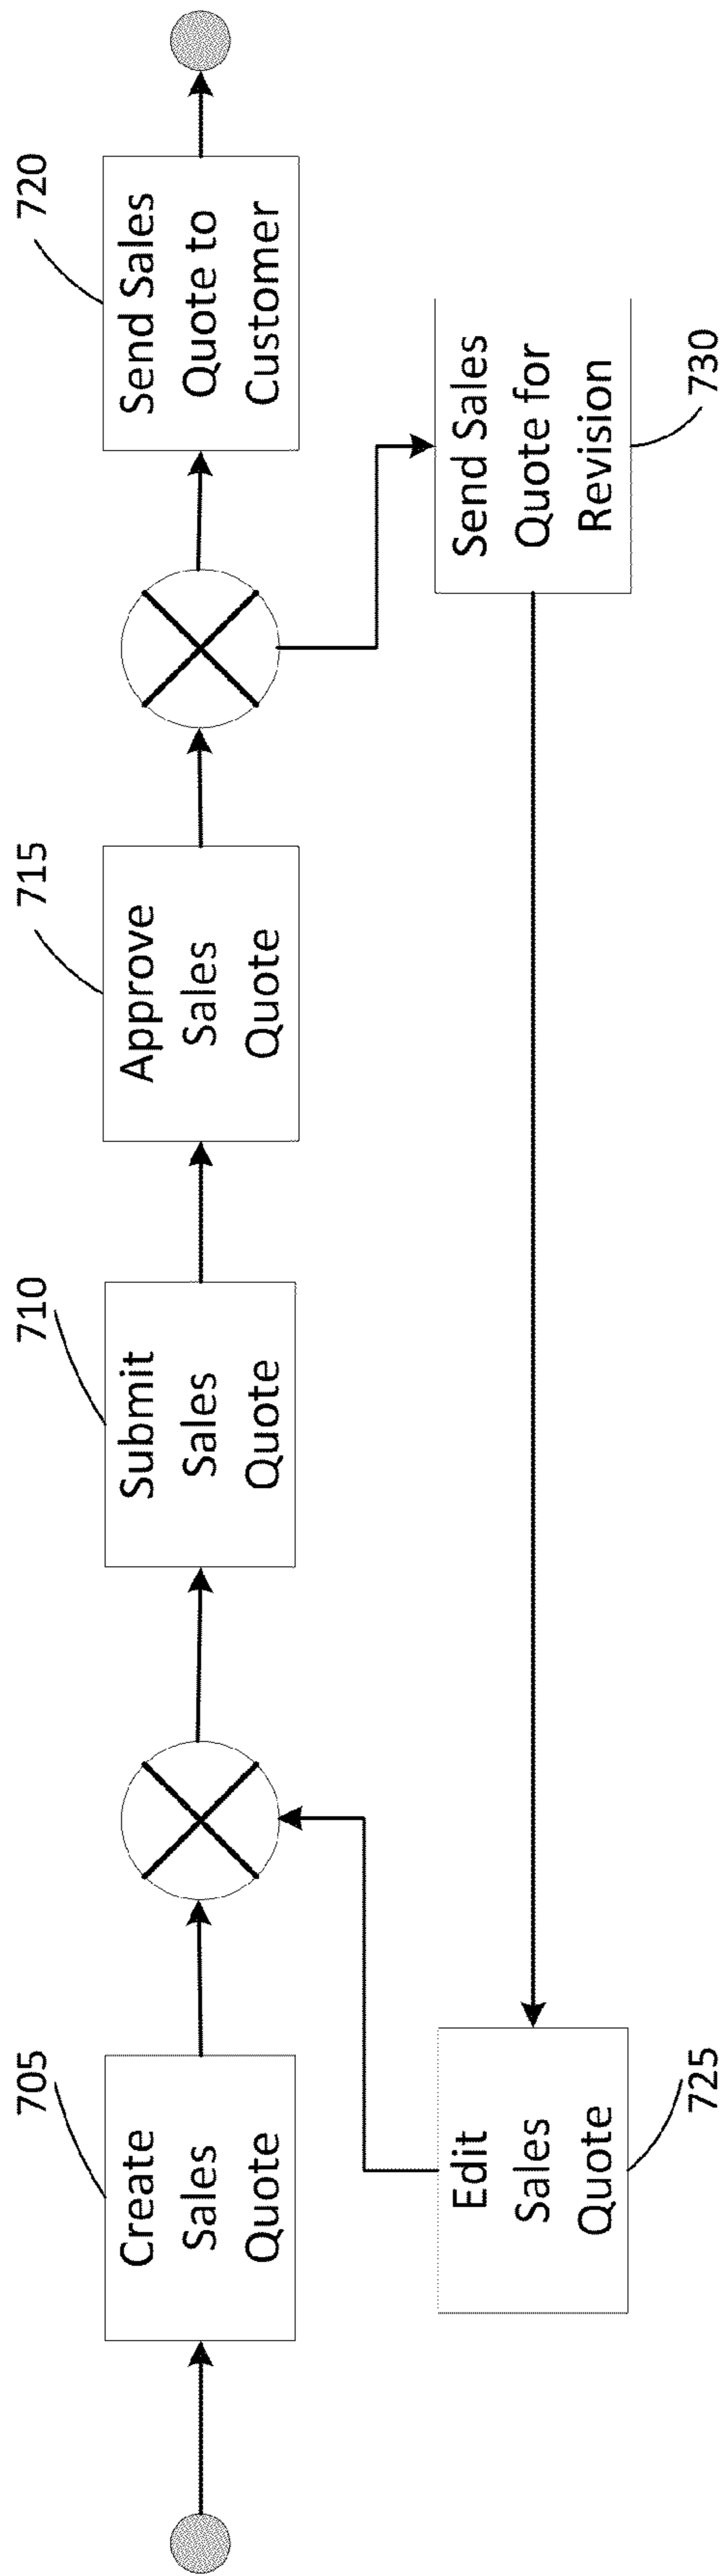 705
Create
Sales
Quote
710
Submit
Sales
Quote
715
Approve
Sales
Quote
720
Send Sales
Quote to
Customer
Edit
Sales
Quote
725
Send Sales
Quote for
Revision
730